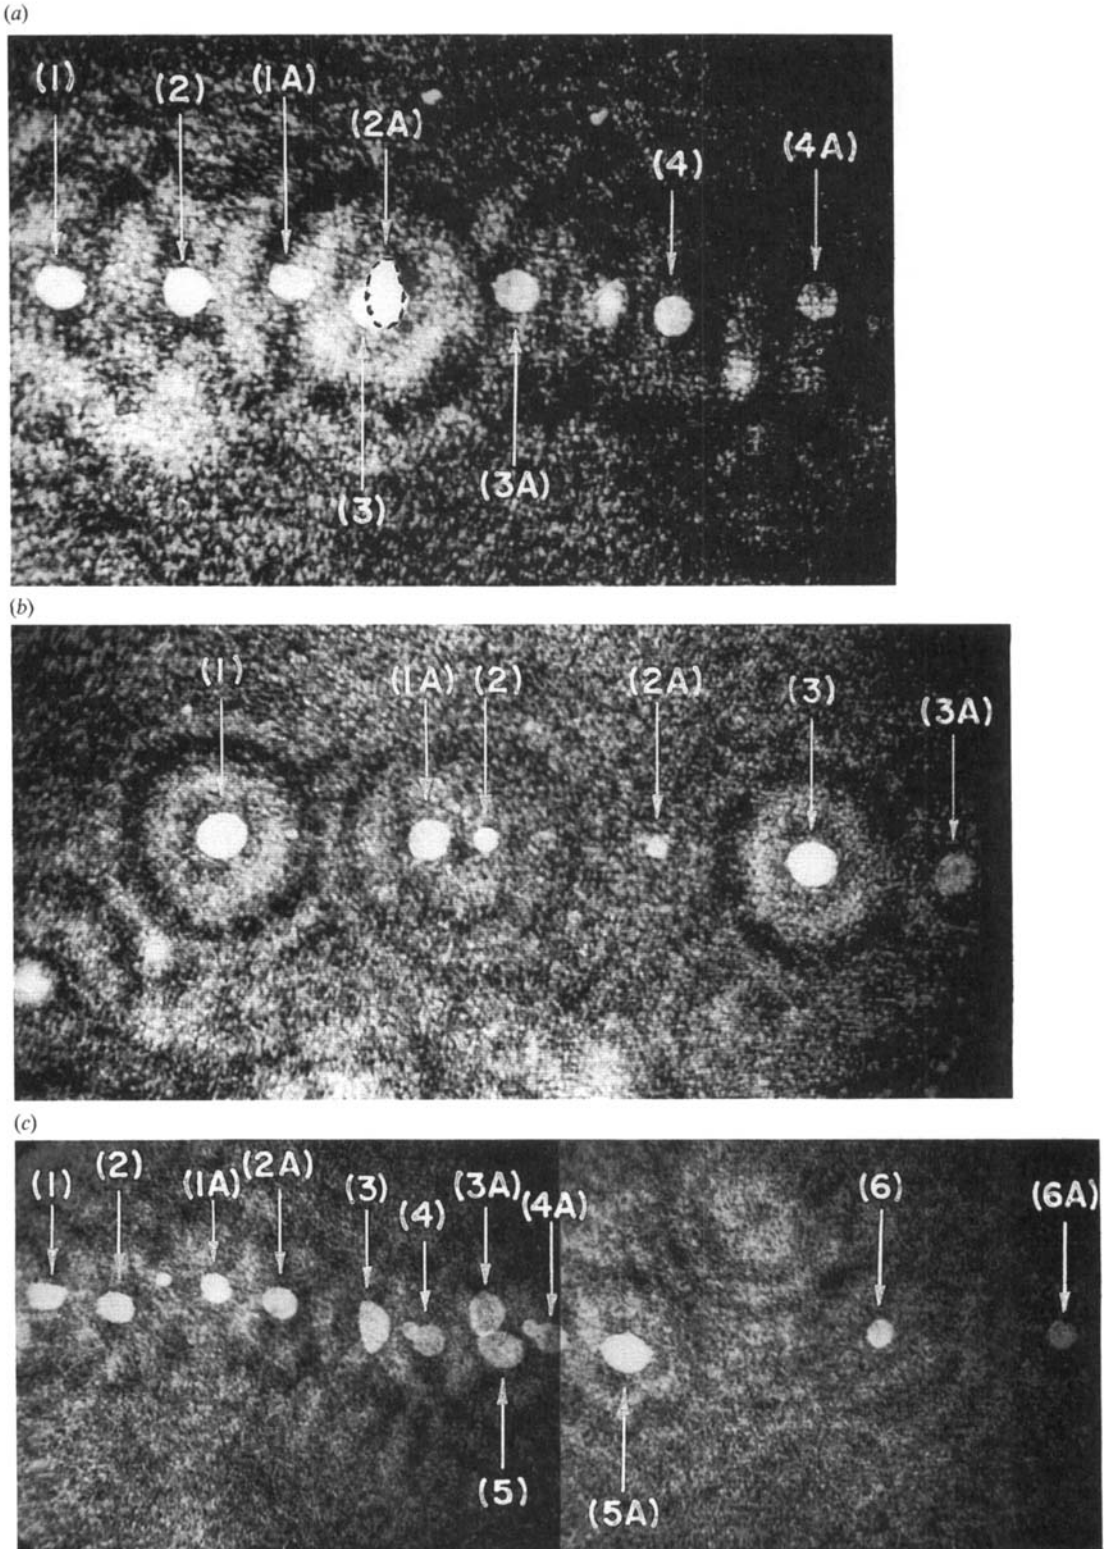 (a)
(1) (2) (1A) (2A) (4) (4A)
(3) (3A)
(b)
(1) (1A) (2) (2A) (3) (3A)
(c)
(1) (2) (1A) (2A) (3) (4) (3A) (4A) (6) (6A)
(5) (5A)